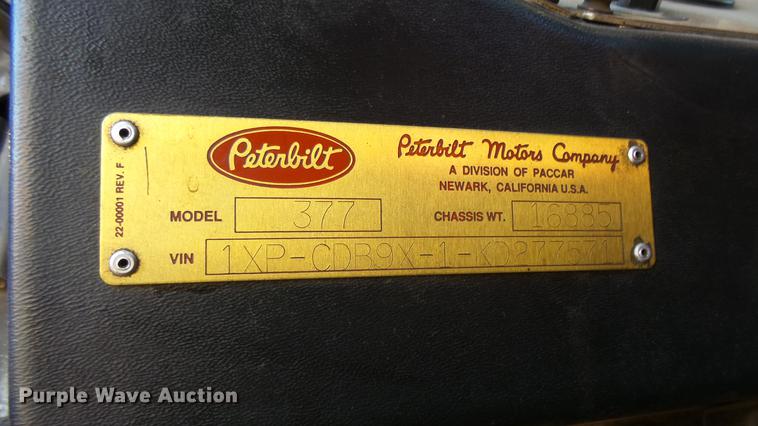 22-00001 REV. F
Peterbilt
Peterbilt Motors Company
A DIVISION OF PACCAR
NEWARK, CALIFORNIA U.S.A.
MODEL 377 CHASSIS WT. 16885
VIN 1XP-CDB9X-1-KD277571
Purple Wave Auction